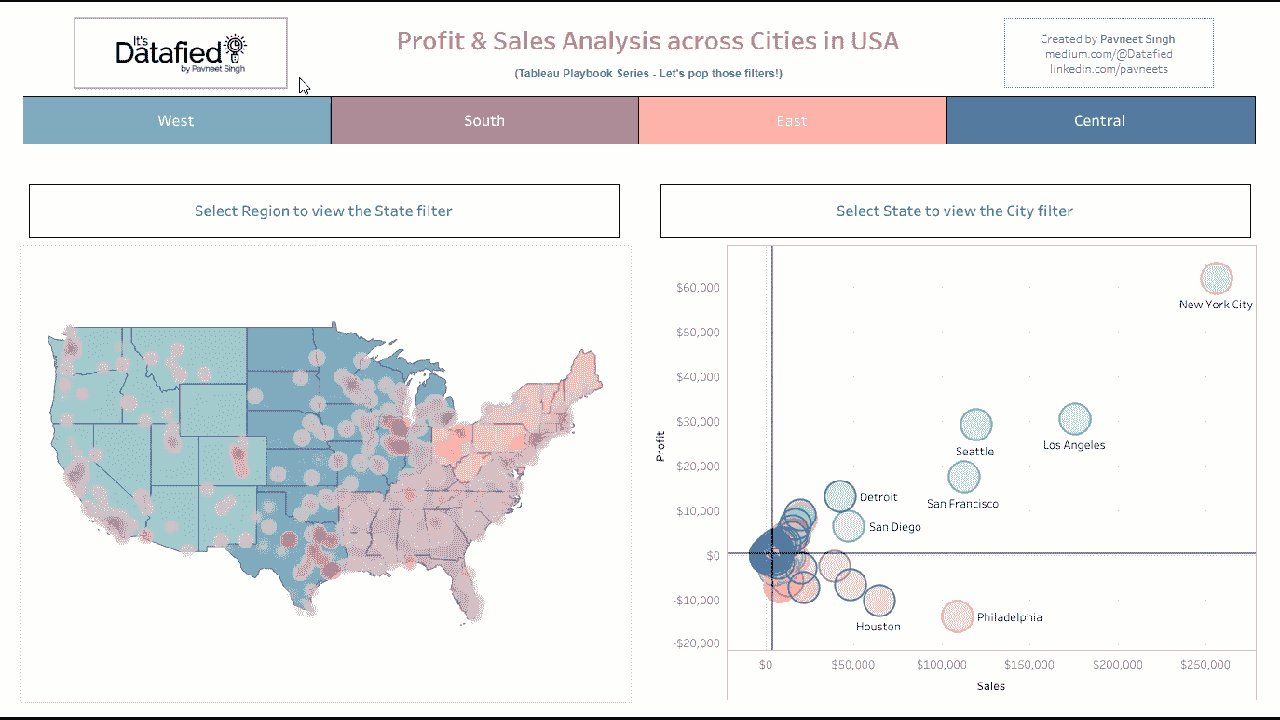 It's
Datafied
by Pavneet Singh
Profit & Sales Analysis across Cities in USA
(Tableau Playbook Series - Let's pop those filters!)
Created by Pavneet Singh
medium.com/@Datafied
linkedin.com/pavneets
West
South
East
Central
Select Region to view the State filter
Select State to view the City filter
$60,000
$50,000
$40,000
$30,000
$20,000
$10,000
$0
-$10,000
-$20,000
Profit
New York City
Seattle
Los Angeles
San Francisco
Detroit
San Diego
Houston
Philadelphia
$0
$50,000
$100,000
$150,000
$200,000
$250,000
Sales